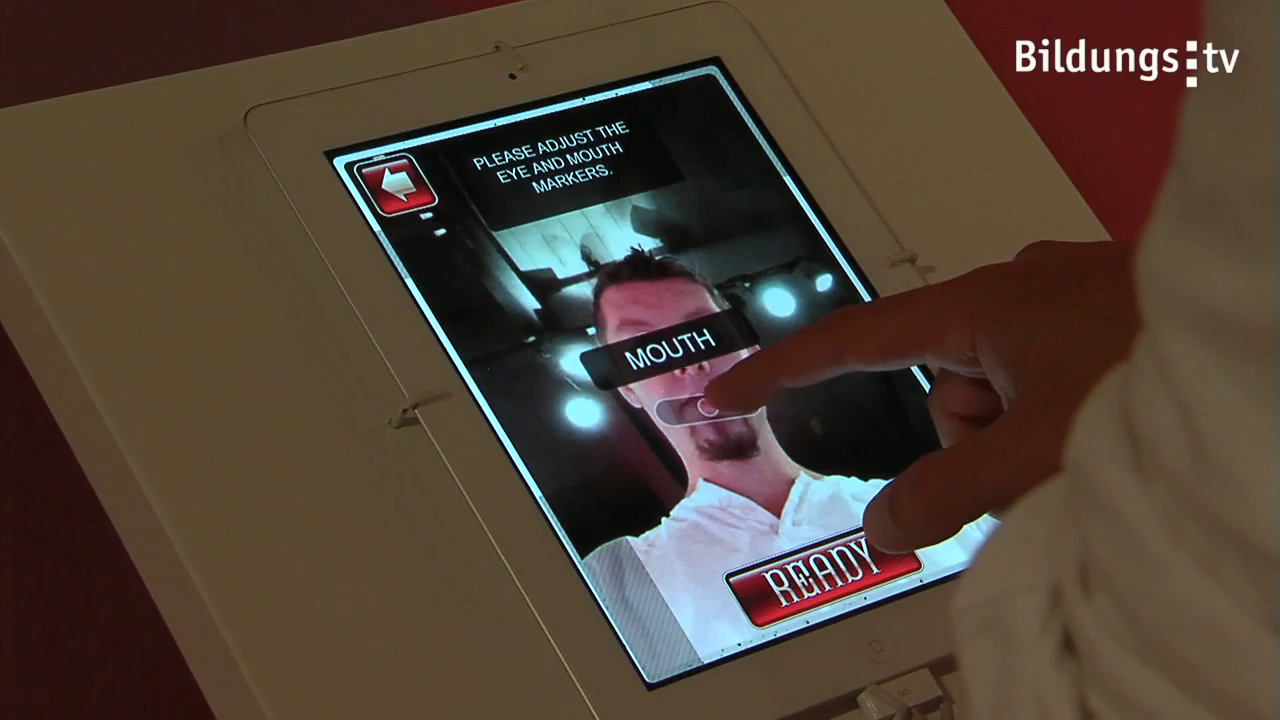 Bildungs:tv
PLEASE ADJUST THE
EYE AND MOUTH
MARKERS.
MOUTH
READY